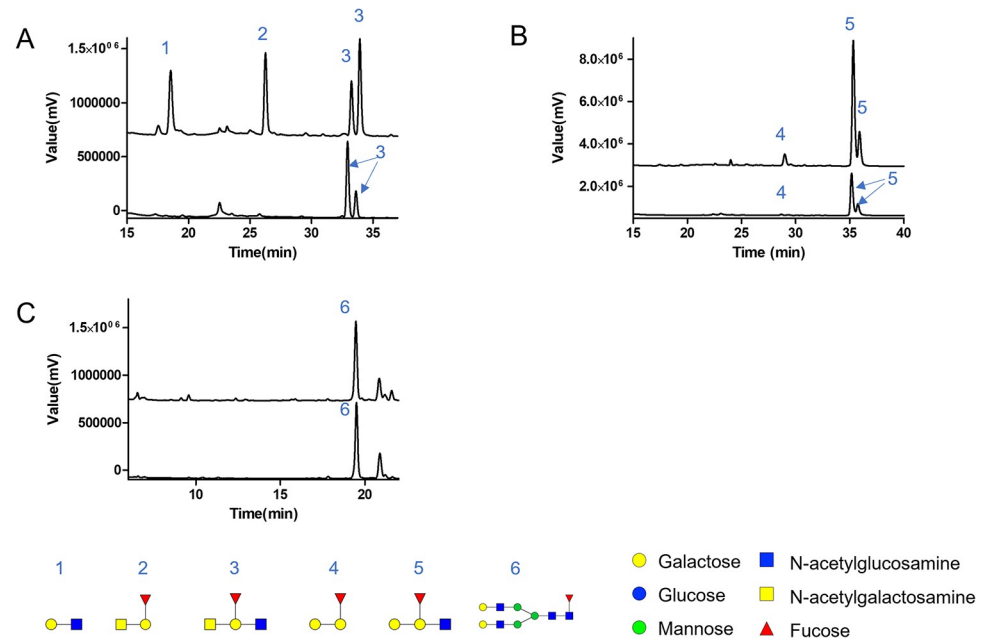 A
1
2
3
3
3
Value(mV)
1.5×10⁰ ⁶
1000000
500000
0
15 20 25 30 35
Time(min)
B
5
5
4
5
4
Value(mV)
8.0×10⁶
6.0×10⁶
4.0×10⁶
2.0×10⁶
15 20 25 30 35 40
Time (min)
C
6
6
Value(mV)
1.5×10⁰ ⁶
1000000
500000
0
10 15 20
Time(min)
1 2 3 4 5 6
Galactose
Glucose
Mannose
N-acetylglucosamine
N-acetylgalactosamine
Fucose